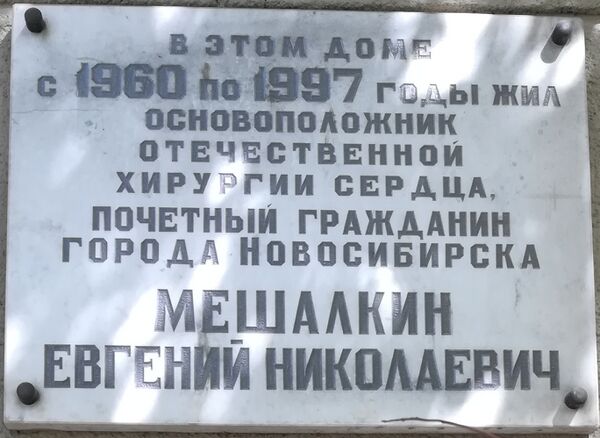 В ЭТОМ ДОМЕ
С 1960 ПО 1997 ГОДЫ ЖИЛ
ОСНОВОПОЛОЖНИК
ОТЕЧЕСТВЕННОЙ
ХИРУРГИИ СЕРДЦА,
ПОЧЕТНЫЙ ГРАЖДАНИН
ГОРОДА НОВОСИБИРСКА
МЕШАЛКИН
ЕВГЕНИЙ НИКОЛАЕВИЧ